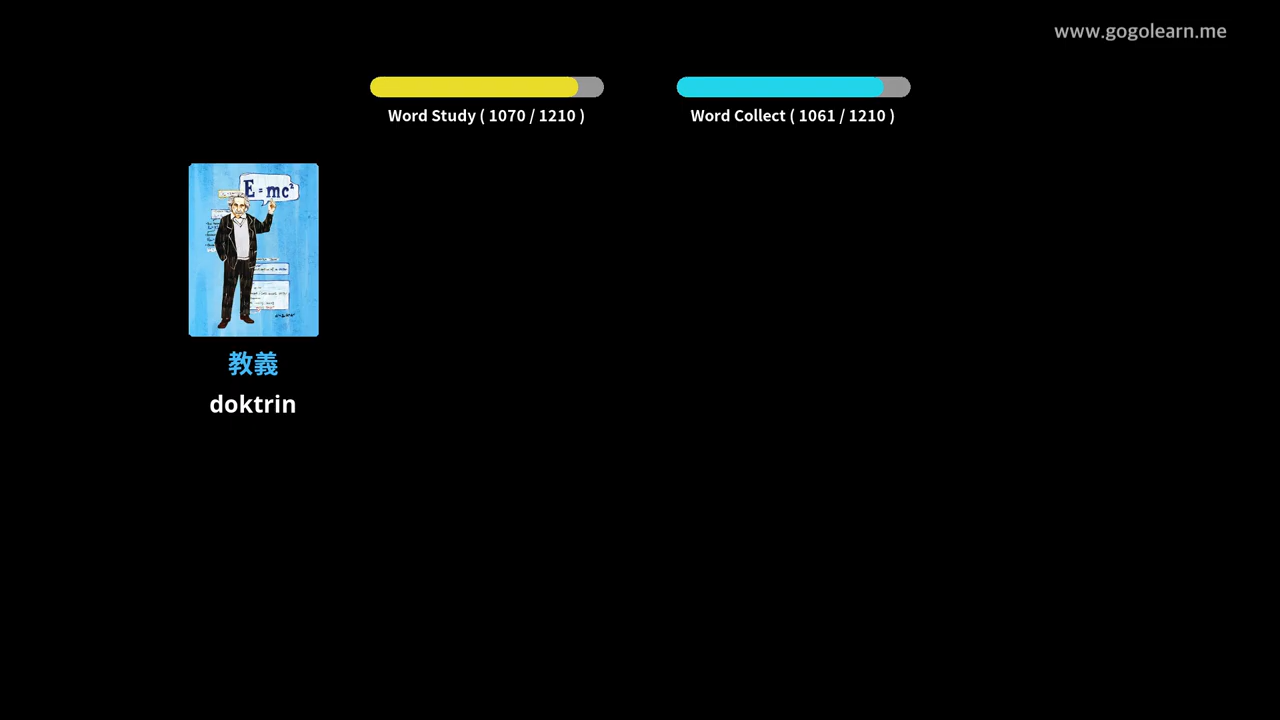 www.gogolearn.me
Word Study ( 1070 / 1210 )
Word Collect ( 1061 / 1210 )
E=mc²
教義
doktrin